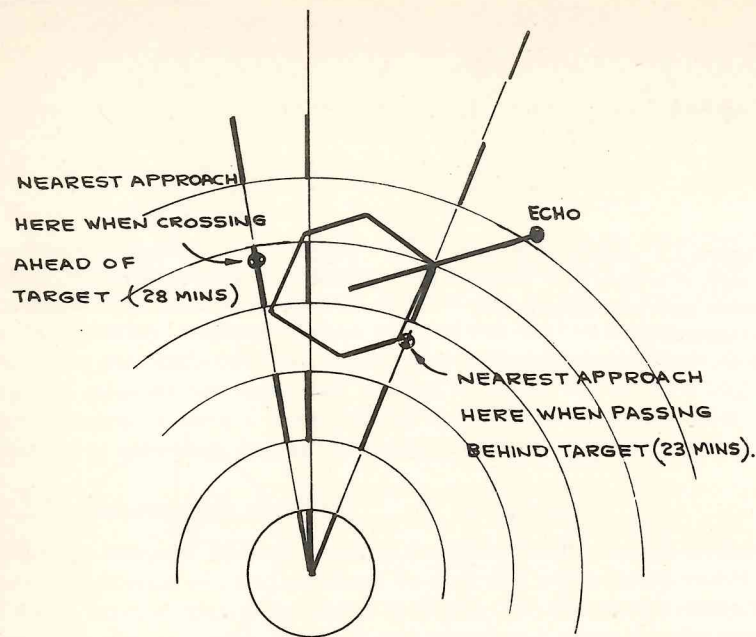 NEAREST APPROACH
HERE WHEN CROSSING
AHEAD OF
TARGET (28 MINS)
ECHO
NEAREST APPROACH
HERE WHEN PASSING
BEHIND TARGET (23 MINS).